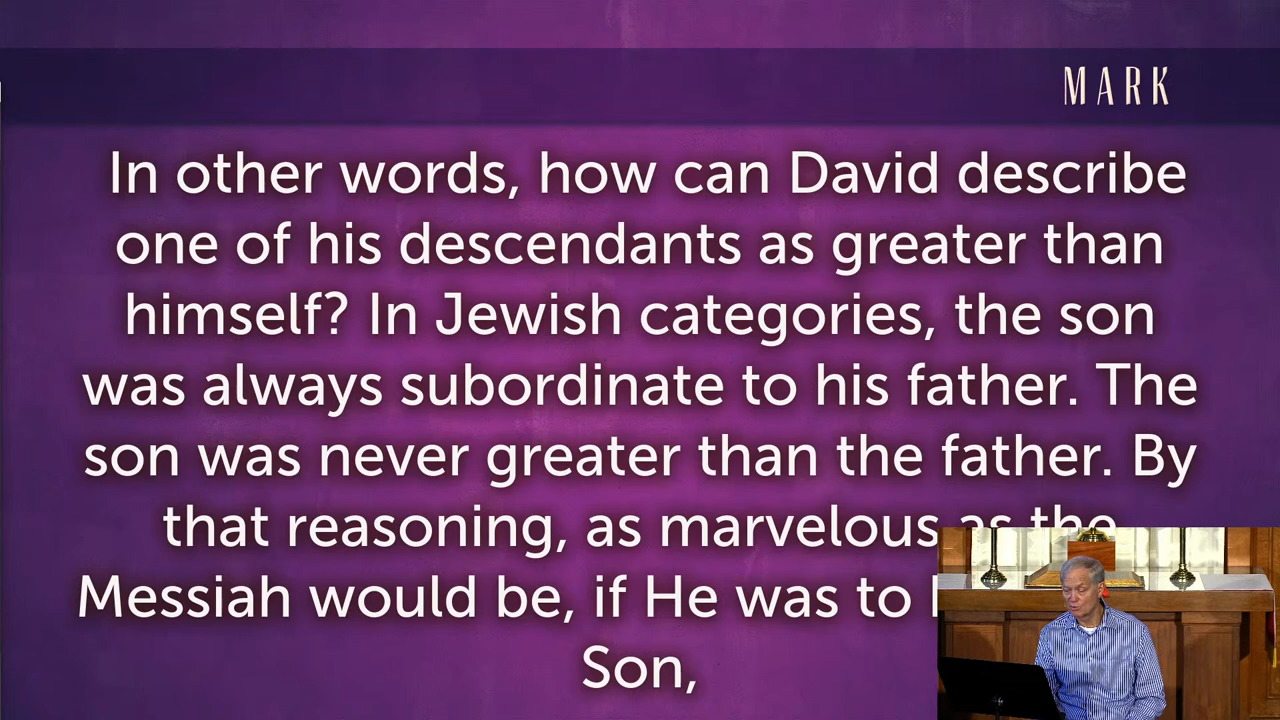 MARK
In other words, how can David describe
one of his descendants as greater than
himself? In Jewish categories, the son
was always subordinate to his father. The
son was never greater than the father. By
that reasoning, as marvelous as the
Messiah would be, if He was to
Son,